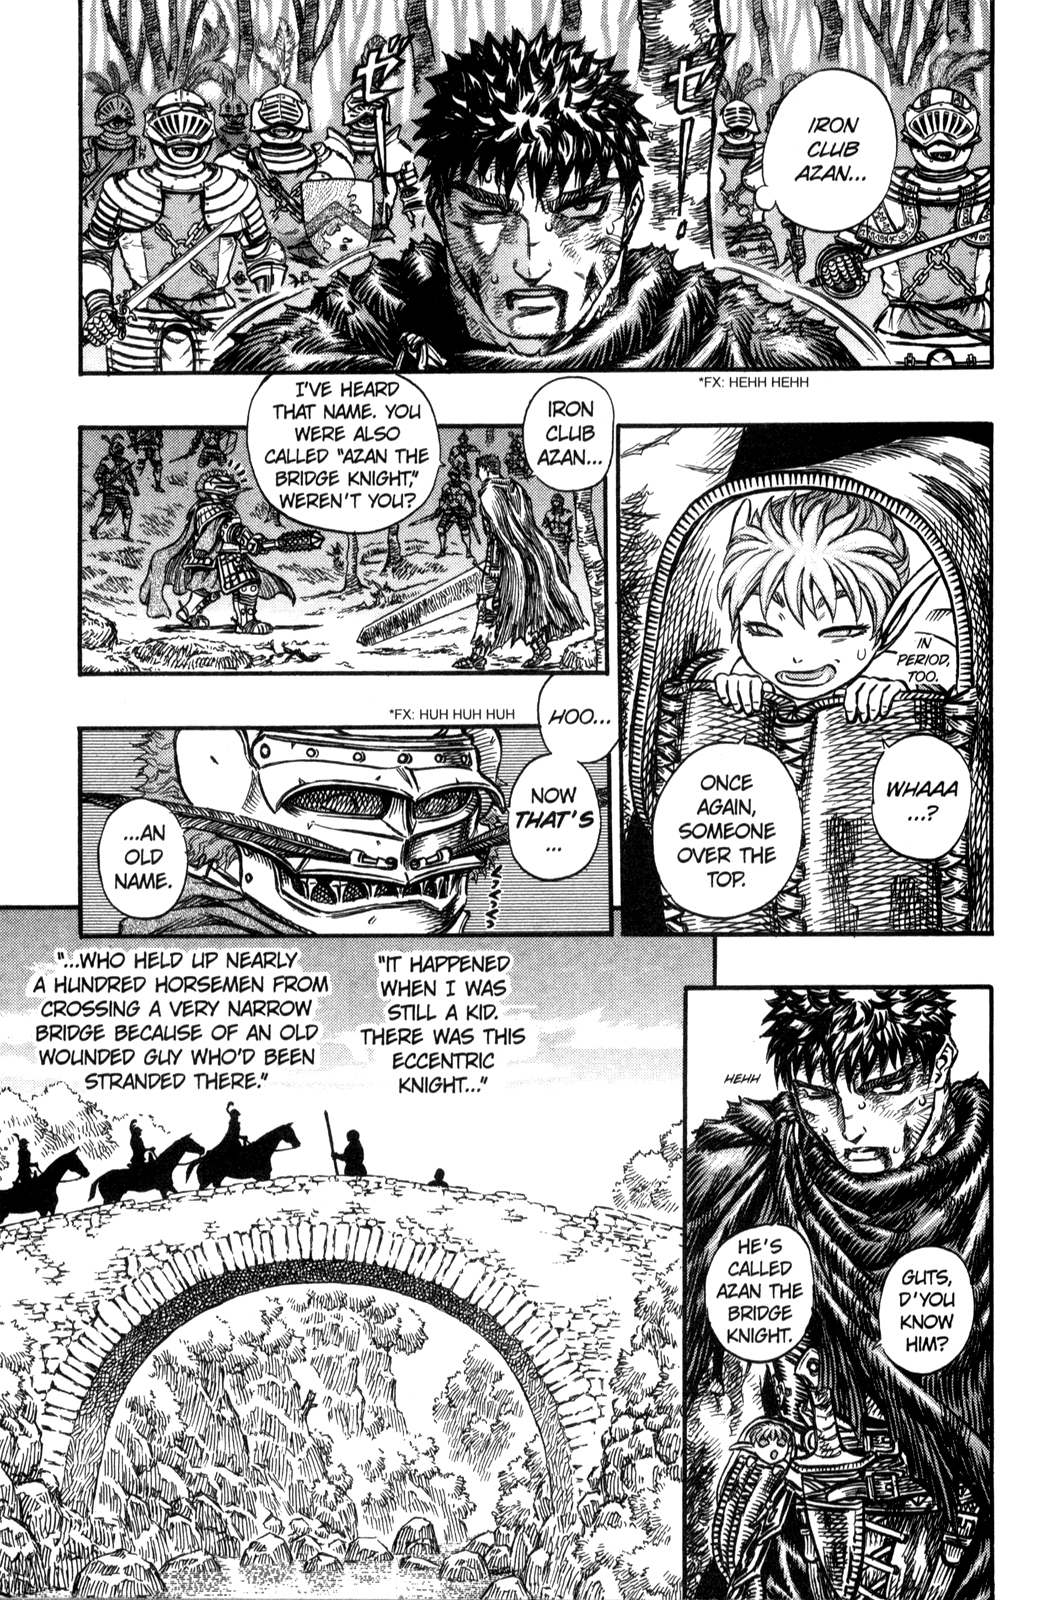 IRON
CLUB
AZAN...
ゼ
ゼ
*FX: HEHH HEHH
IN
PERIOD,
TOO.
WHAAA
...?
ONCE
AGAIN,
SOMEONE
OVER THE
TOP.
IRON
CLUB
AZAN...
I'VE HEARD
THAT NAME. YOU
WERE ALSO
CALLED "AZAN THE
BRIDGE KNIGHT,"
WEREN'T YOU?
*FX: HUH HUH HUH
HOO...
NOW
THAT'S
...
...AN
OLD
NAME.
HEHH
GUTS,
D'YOU
KNOW
HIM?
HE'S
CALLED
AZAN THE
BRIDGE
KNIGHT.
"IT HAPPENED
WHEN I WAS
STILL A KID.
THERE WAS THIS
ECCENTRIC
KNIGHT..."
"...WHO HELD UP NEARLY
A HUNDRED HORSEMEN FROM
CROSSING A VERY NARROW
BRIDGE BECAUSE OF AN OLD
WOUNDED GUY WHO'D BEEN
STRANDED THERE."